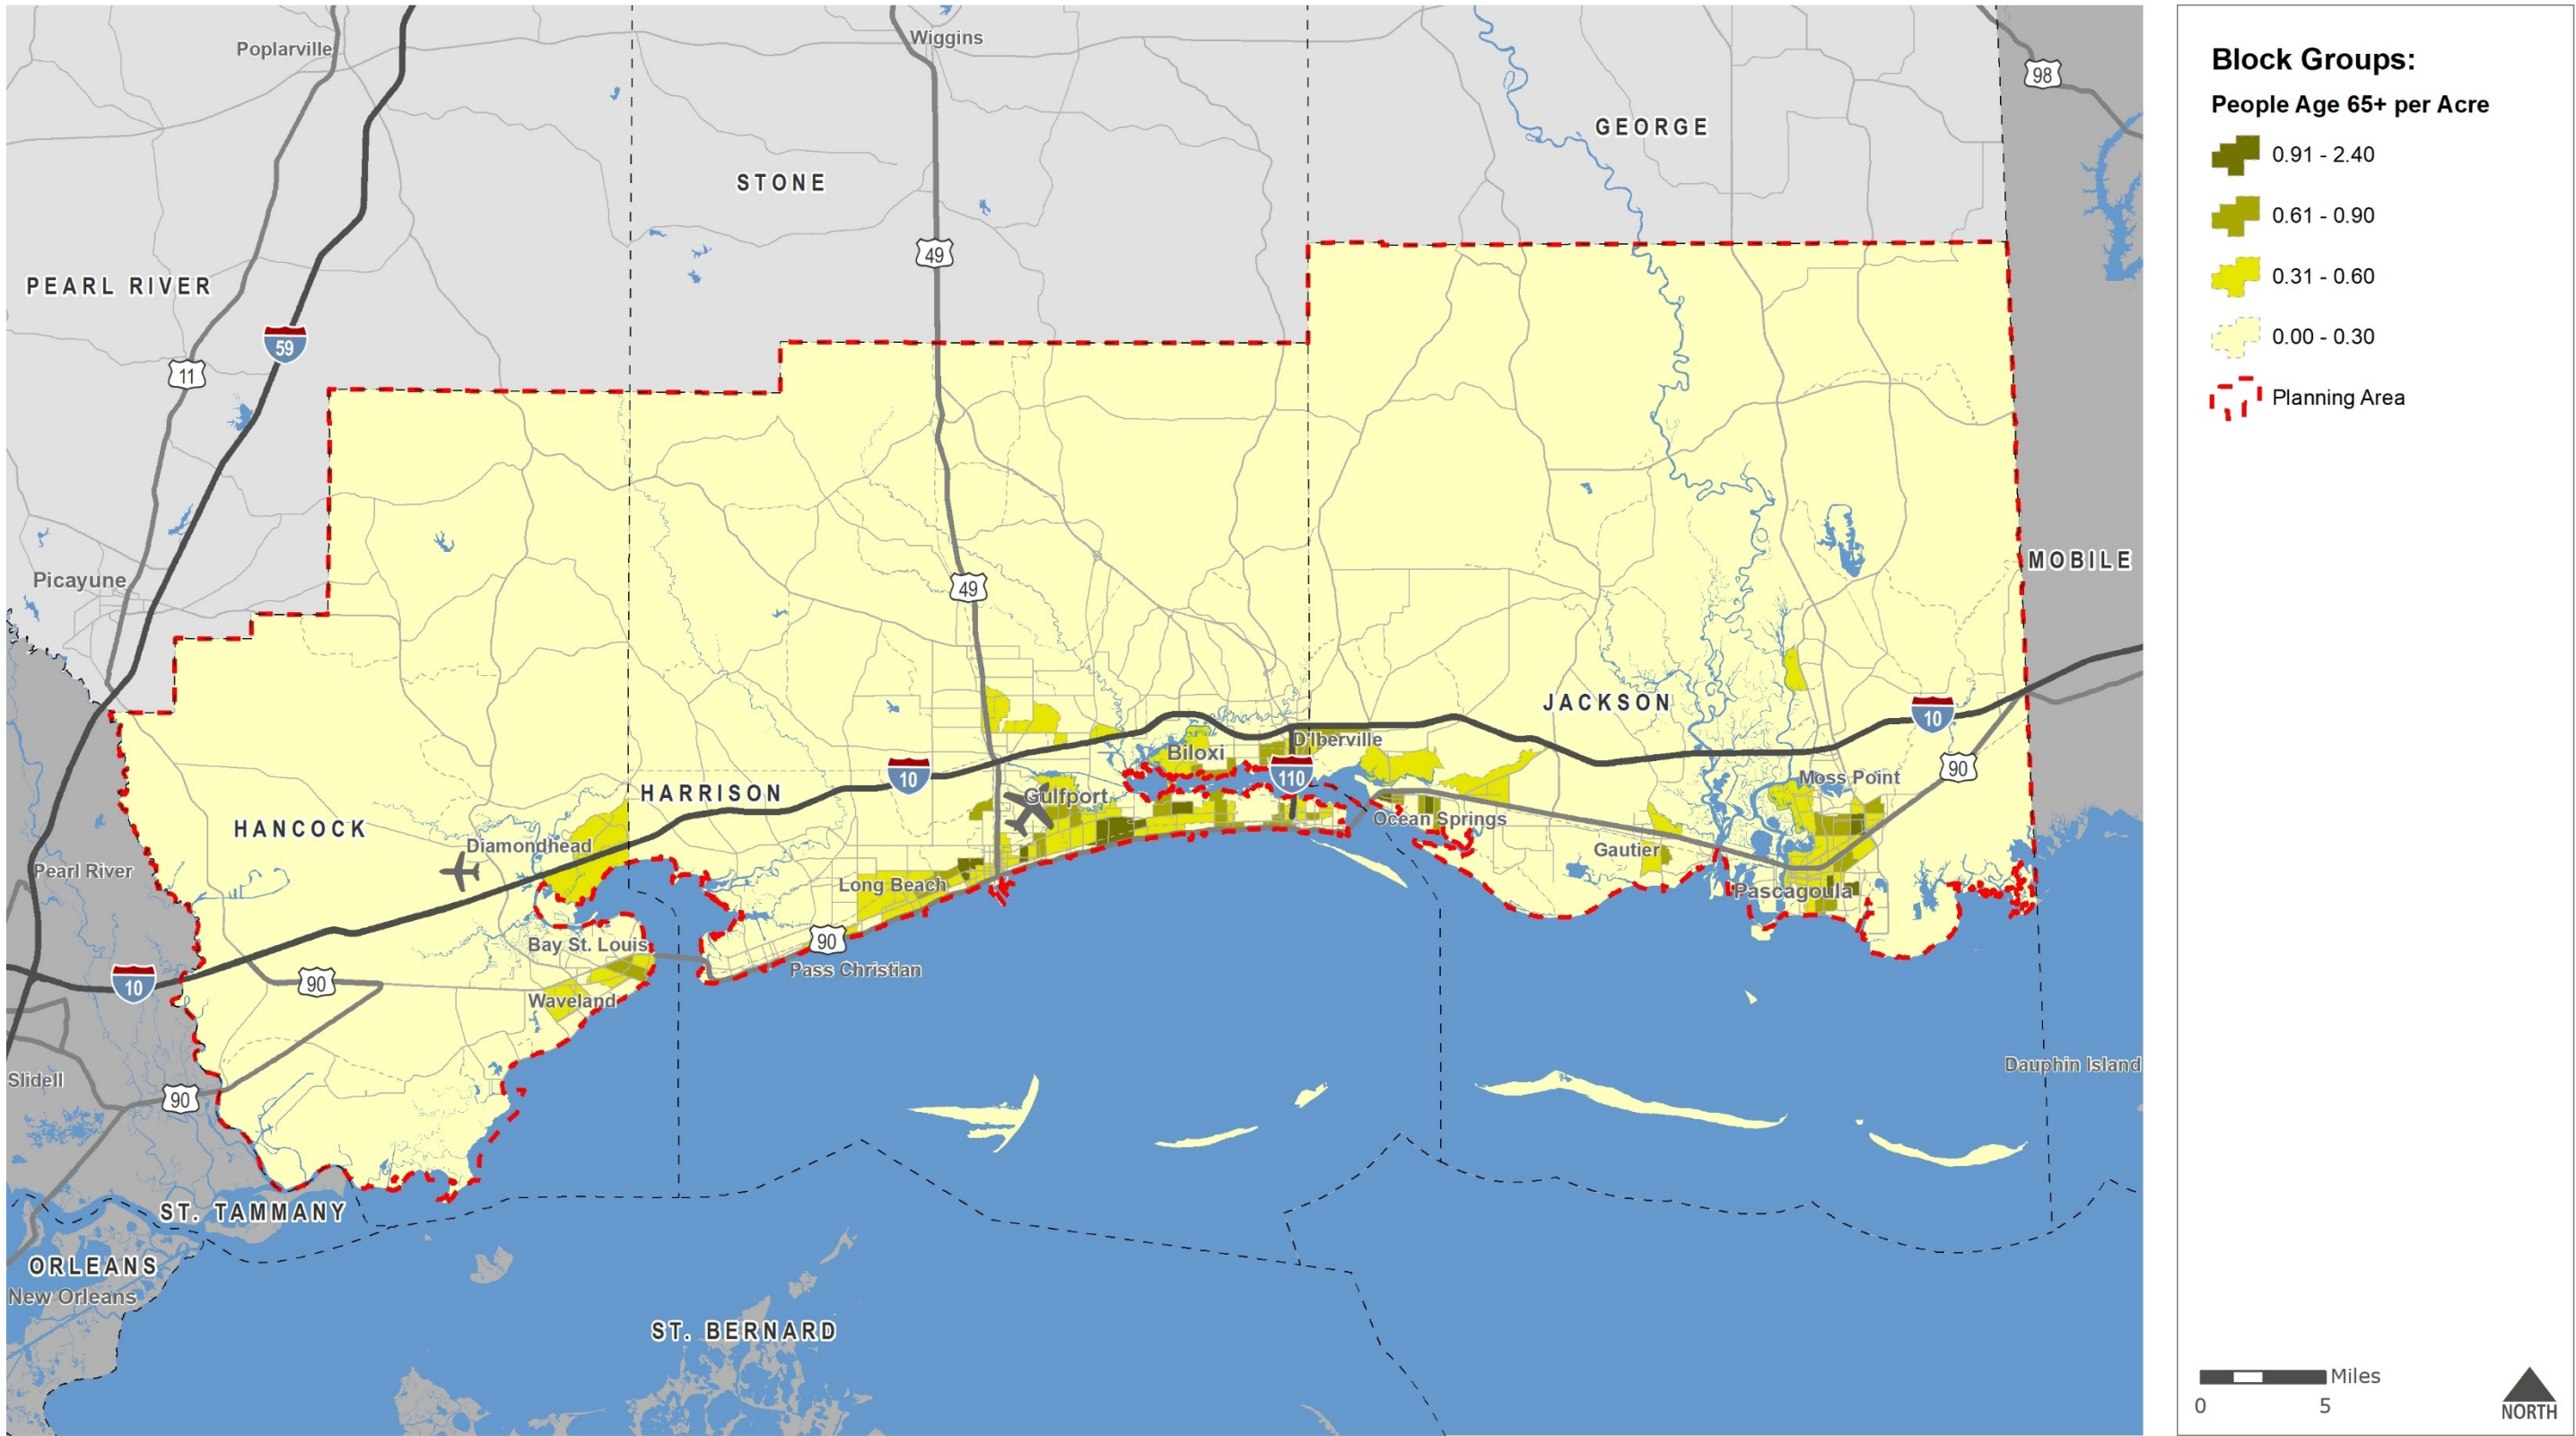 Poplarville
Wiggins
98
GEORGE
STONE
49
PEARL RIVER
59
11
Picayune
49
MOBILE
JACKSON
10
D'Iberville
Biloxi
10
110
90
Moss Point
HARRISON
Gulfport
Ocean Springs
HANCOCK
Diamondhead
Gautier
Pearl River
Long Beach
Pascagoula
90
Bay St. Louis
Pass Christian
10
90
Waveland
Slidell
90
Dauphin Island
ST. TAMMANY
ORLEANS
New Orleans
ST. BERNARD
Block Groups:
People Age 65+ per Acre
0.91 - 2.40
0.61 - 0.90
0.31 - 0.60
0.00 - 0.30
Planning Area
Miles
0 5
NORTH